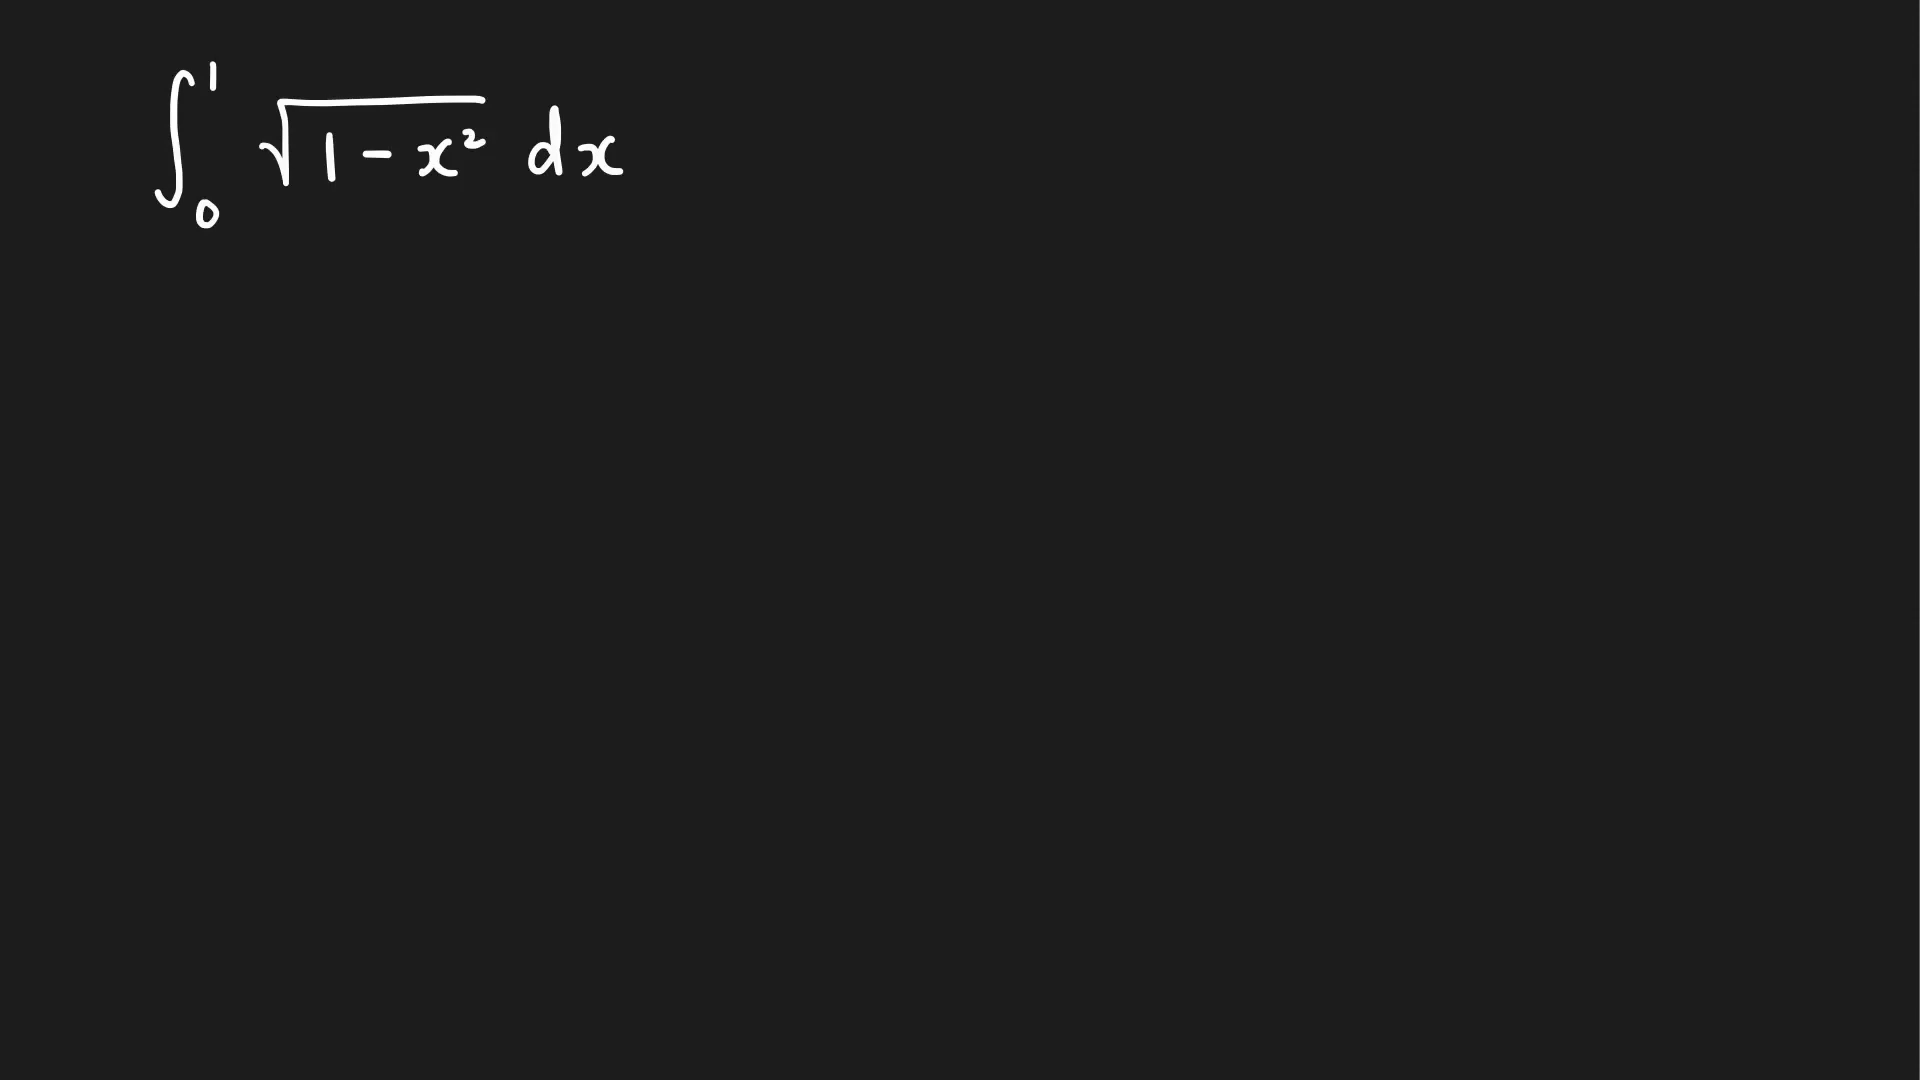 ∫₀¹ √(1 - x²) dx